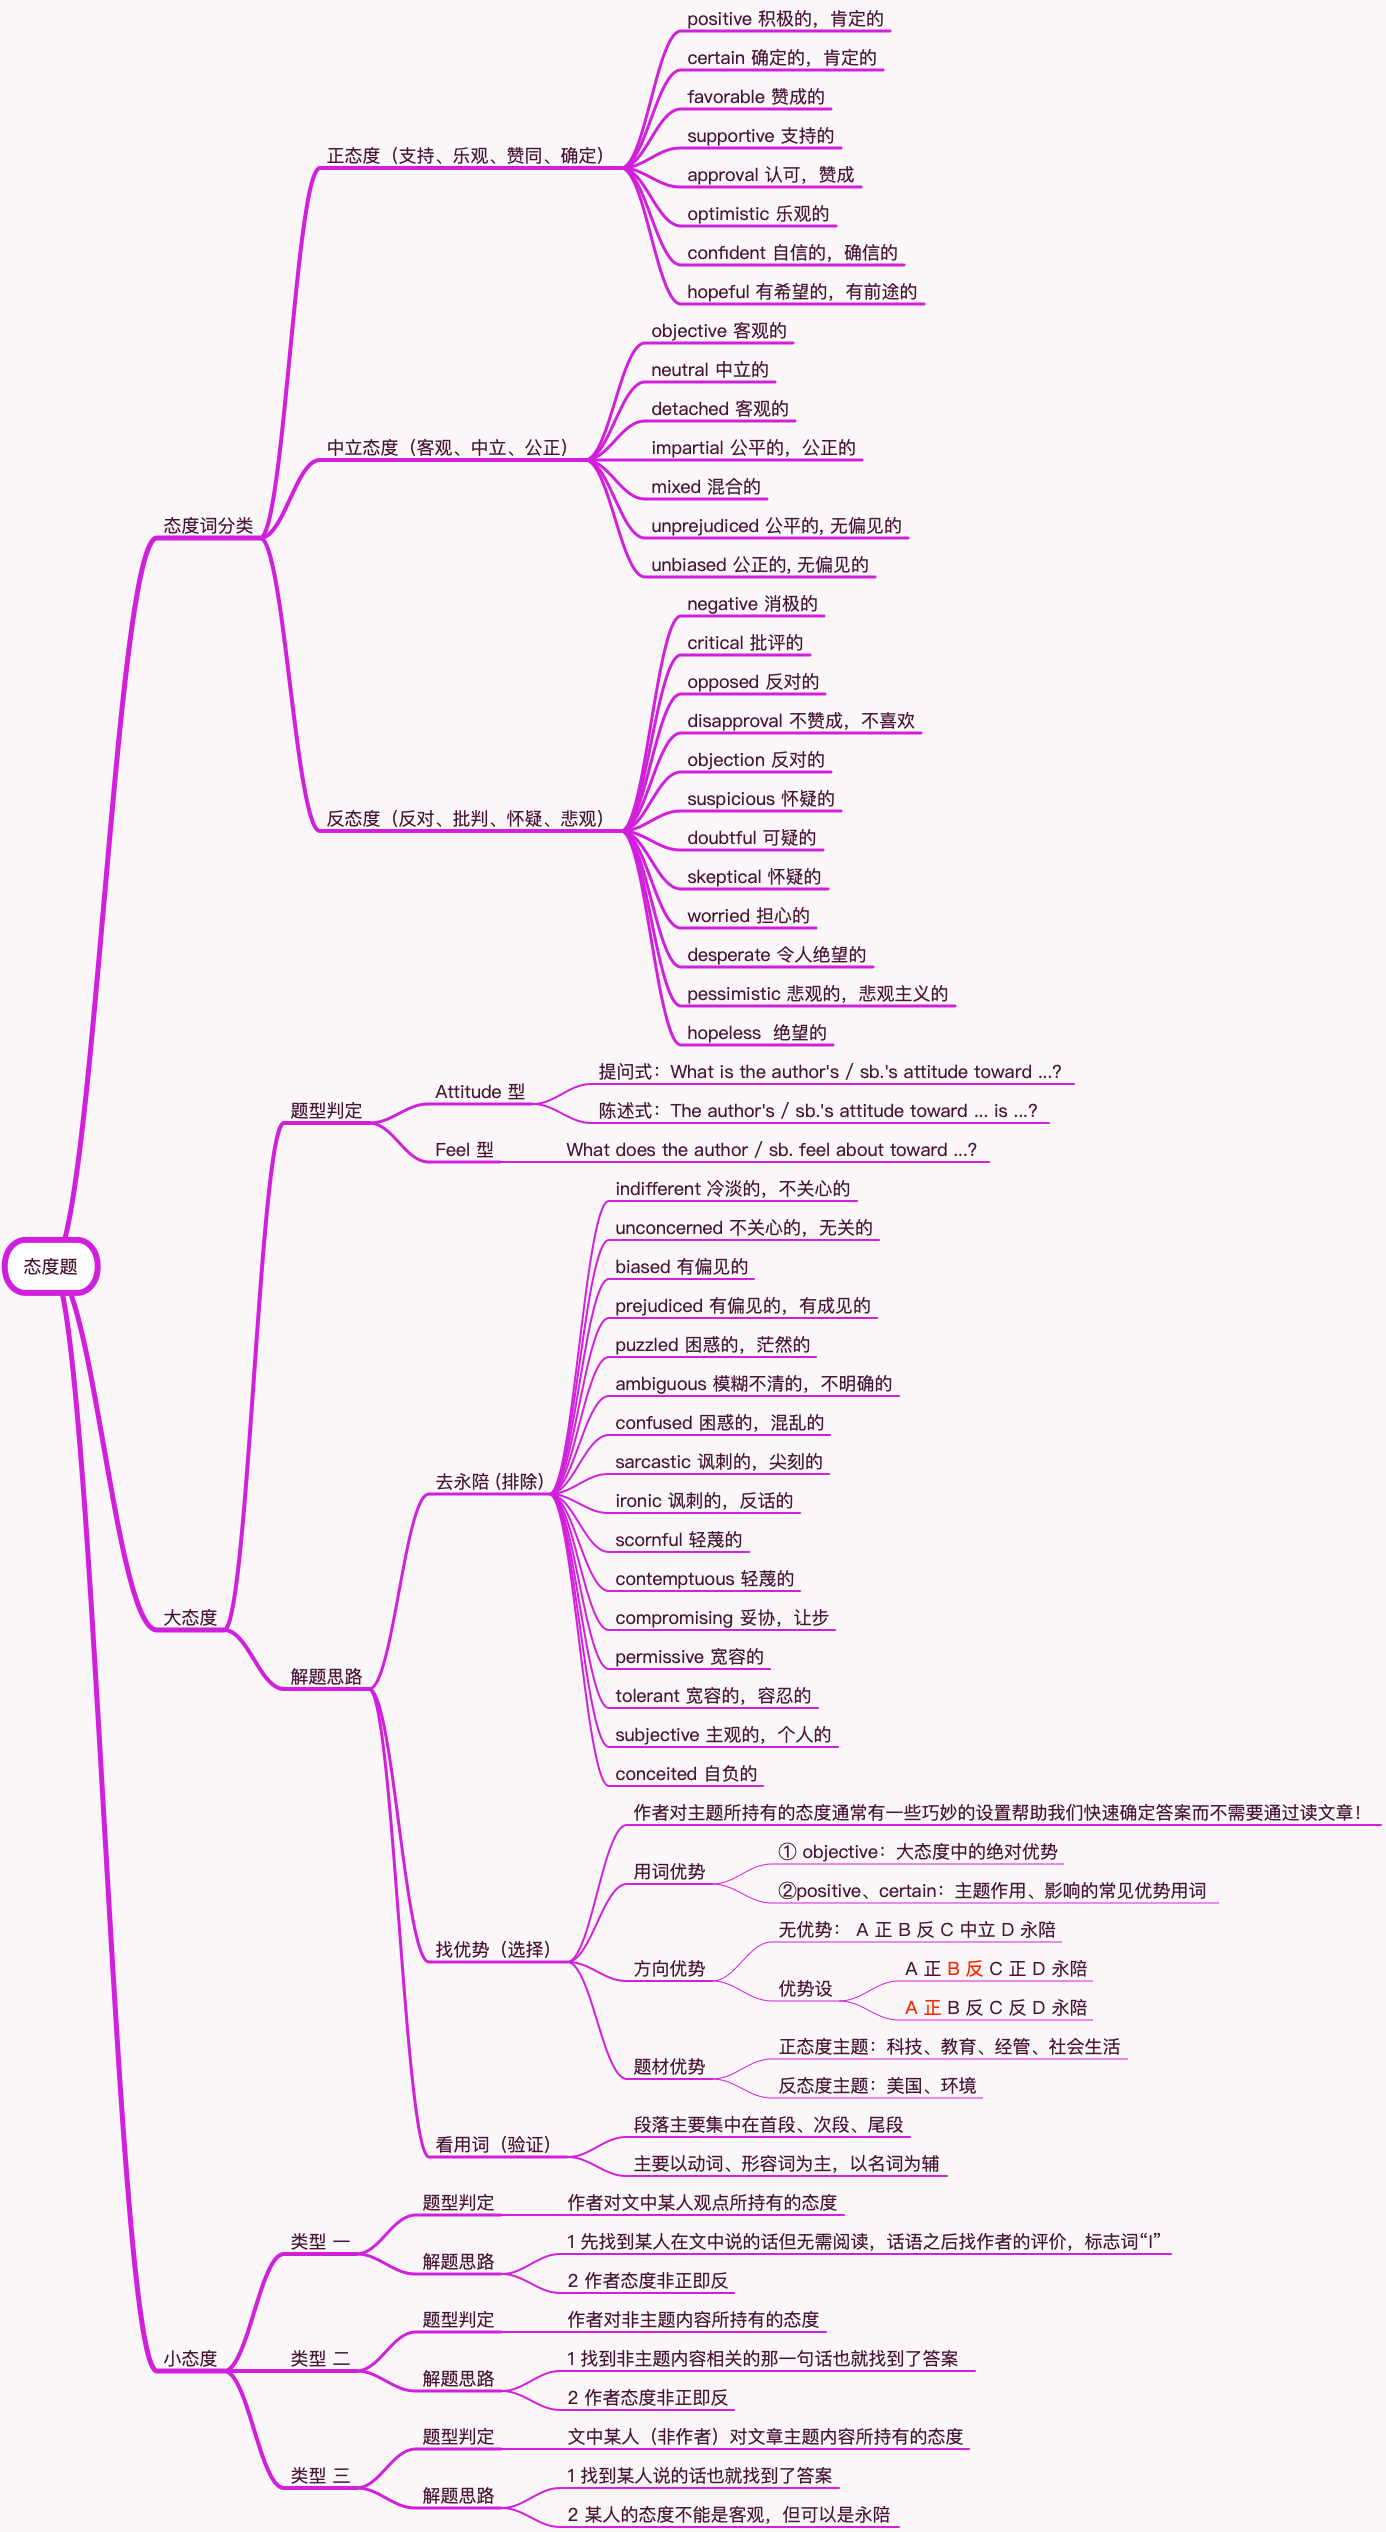 态度题
态度词分类
正态度（支持、乐观、赞同、确定）
positive 积极的，肯定的
certain 确定的，肯定的
favorable 赞成的
supportive 支持的
approval 认可，赞成
optimistic 乐观的
confident 自信的，确信的
hopeful 有希望的，有前途的
中立态度（客观、中立、公正）
objective 客观的
neutral 中立的
detached 客观的
impartial 公平的，公正的
mixed 混合的
unprejudiced 公平的, 无偏见的
unbiased 公正的, 无偏见的
反态度（反对、批判、怀疑、悲观）
negative 消极的
critical 批评的
opposed 反对的
disapproval 不赞成，不喜欢
objection 反对的
suspicious 怀疑的
doubtful 可疑的
skeptical 怀疑的
worried 担心的
desperate 令人绝望的
pessimistic 悲观的，悲观主义的
hopeless  绝望的
大态度
题型判定
Attitude 型
提问式：What is the author's / sb.'s attitude toward ...?
陈述式：The author's / sb.'s attitude toward ... is ...?
Feel 型
What does the author / sb. feel about toward ...?
解题思路
去永陪 (排除)
indifferent 冷淡的，不关心的
unconcerned 不关心的，无关的
biased 有偏见的
prejudiced 有偏见的，有成见的
puzzled 困惑的，茫然的
ambiguous 模糊不清的，不明确的
confused 困惑的，混乱的
sarcastic 讽刺的，尖刻的
ironic 讽刺的，反话的
scornful 轻蔑的
contemptuous 轻蔑的
compromising 妥协，让步
permissive 宽容的
tolerant 宽容的，容忍的
subjective 主观的，个人的
conceited 自负的
找优势（选择）
作者对主题所持有的态度通常有一些巧妙的设置帮助我们快速确定答案而不需要通过读文章！
用词优势
① objective：大态度中的绝对优势
②positive、certain：主题作用、影响的常见优势用词
方向优势
无优势： A 正 B 反 C 中立 D 永陪
优势设
A 正 B 反 C 正 D 永陪
A 正 B 反 C 反 D 永陪
题材优势
正态度主题：科技、教育、经管、社会生活
反态度主题：美国、环境
看用词（验证）
段落主要集中在首段、次段、尾段
主要以动词、形容词为主，以名词为辅
小态度
类型 一
题型判定
作者对文中某人观点所持有的态度
解题思路
1 先找到某人在文中说的话但无需阅读，话语之后找作者的评价，标志词“I”
2 作者态度非正即反
类型 二
题型判定
作者对非主题内容所持有的态度
解题思路
1 找到非主题内容相关的那一句话也就找到了答案
2 作者态度非正即反
类型 三
题型判定
文中某人（非作者）对文章主题内容所持有的态度
解题思路
1 找到某人说的话也就找到了答案
2 某人的态度不能是客观，但可以是永陪